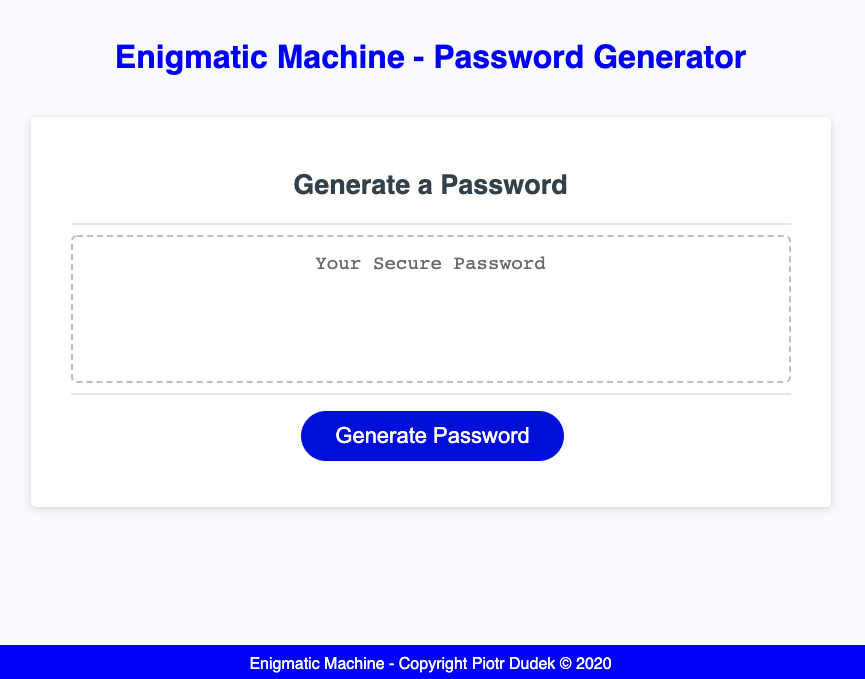 Enigmatic Machine - Password Generator
Generate a Password
Your Secure Password
Generate Password
Enigmatic Machine - Copyright Piotr Dudek © 2020